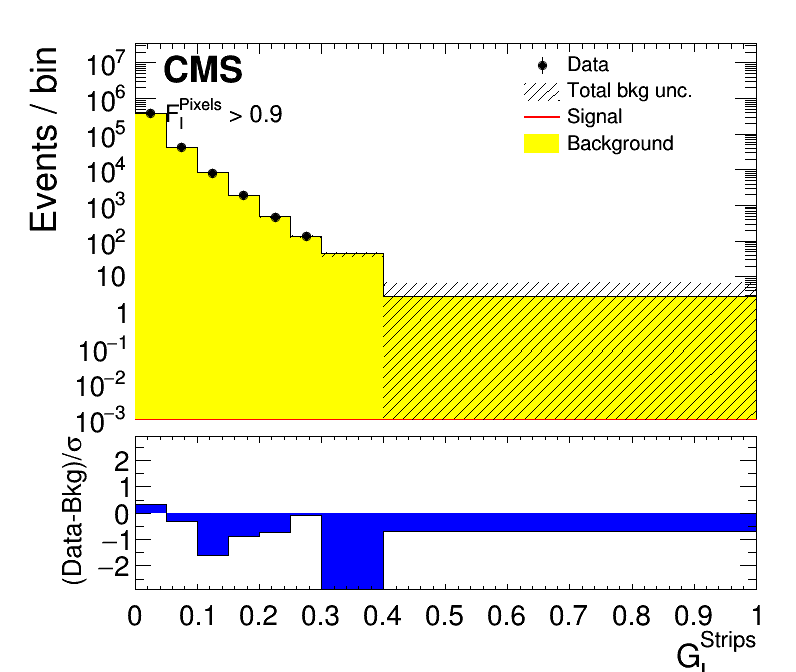 CMS
F_l^Pixels > 0.9
Data
Total bkg unc.
Signal
Background
Events / bin
10^7
10^6
10^5
10^4
10^3
10^2
10
1
10^−1
10^−2
10^−3
(Data-Bkg)/σ
2
1
0
−1
−2
0 0.1 0.2 0.3 0.4 0.5 0.6 0.7 0.8 0.9 1
G_L^Strips